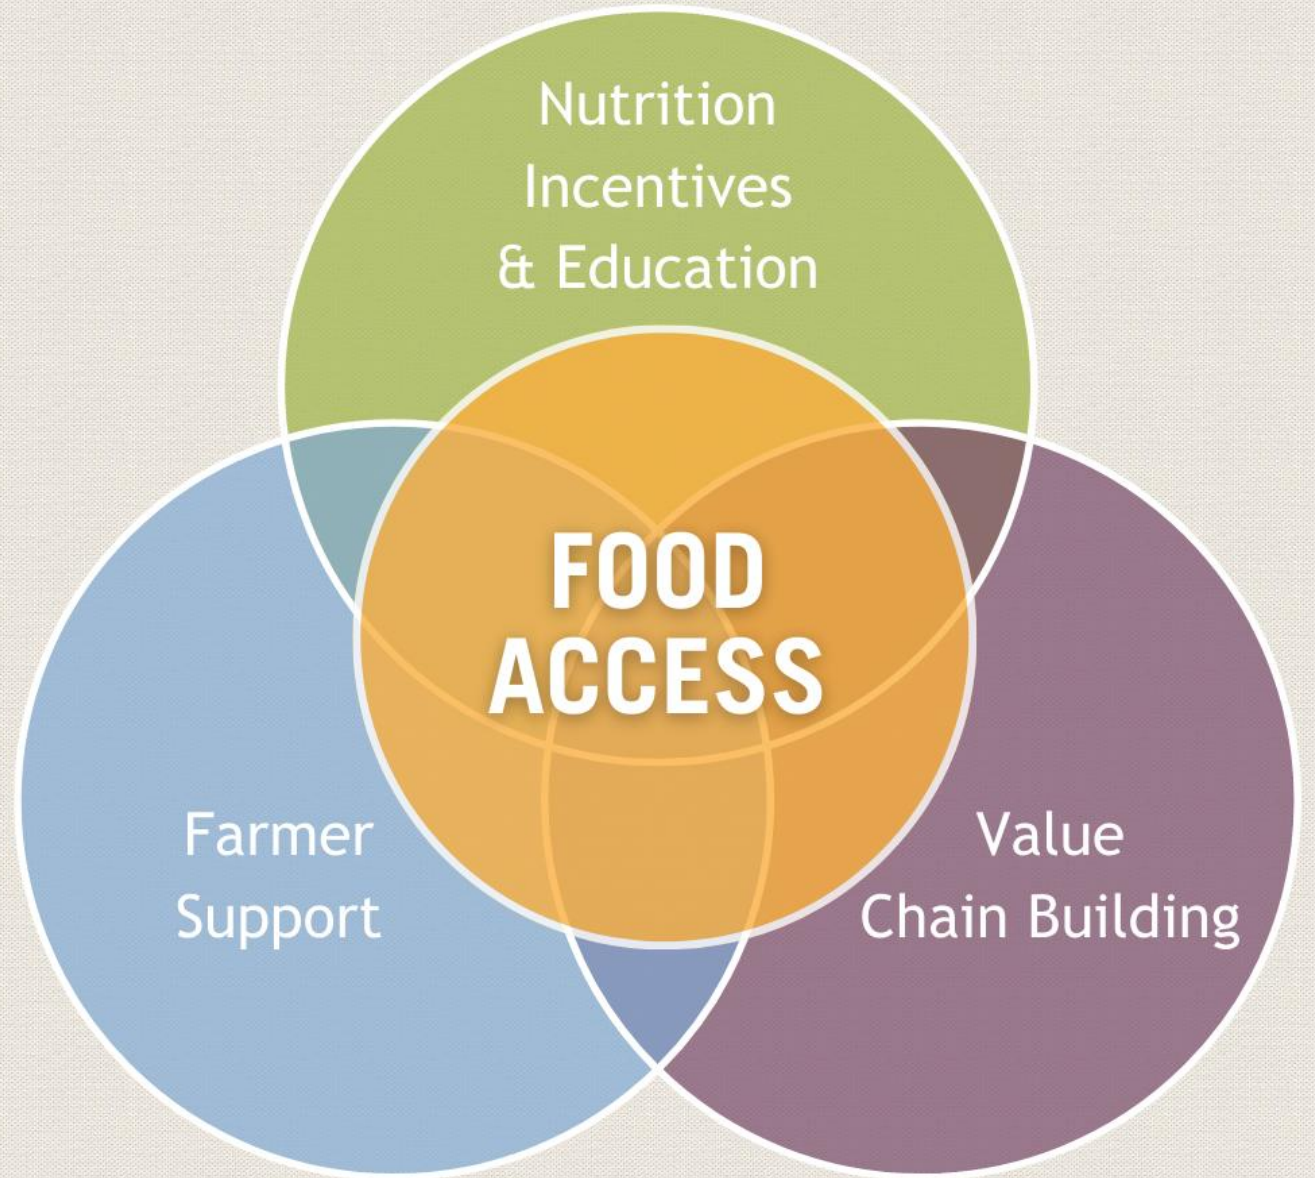 Nutrition
Incentives
& Education
FOOD
ACCESS
Farmer
Support
Value
Chain Building